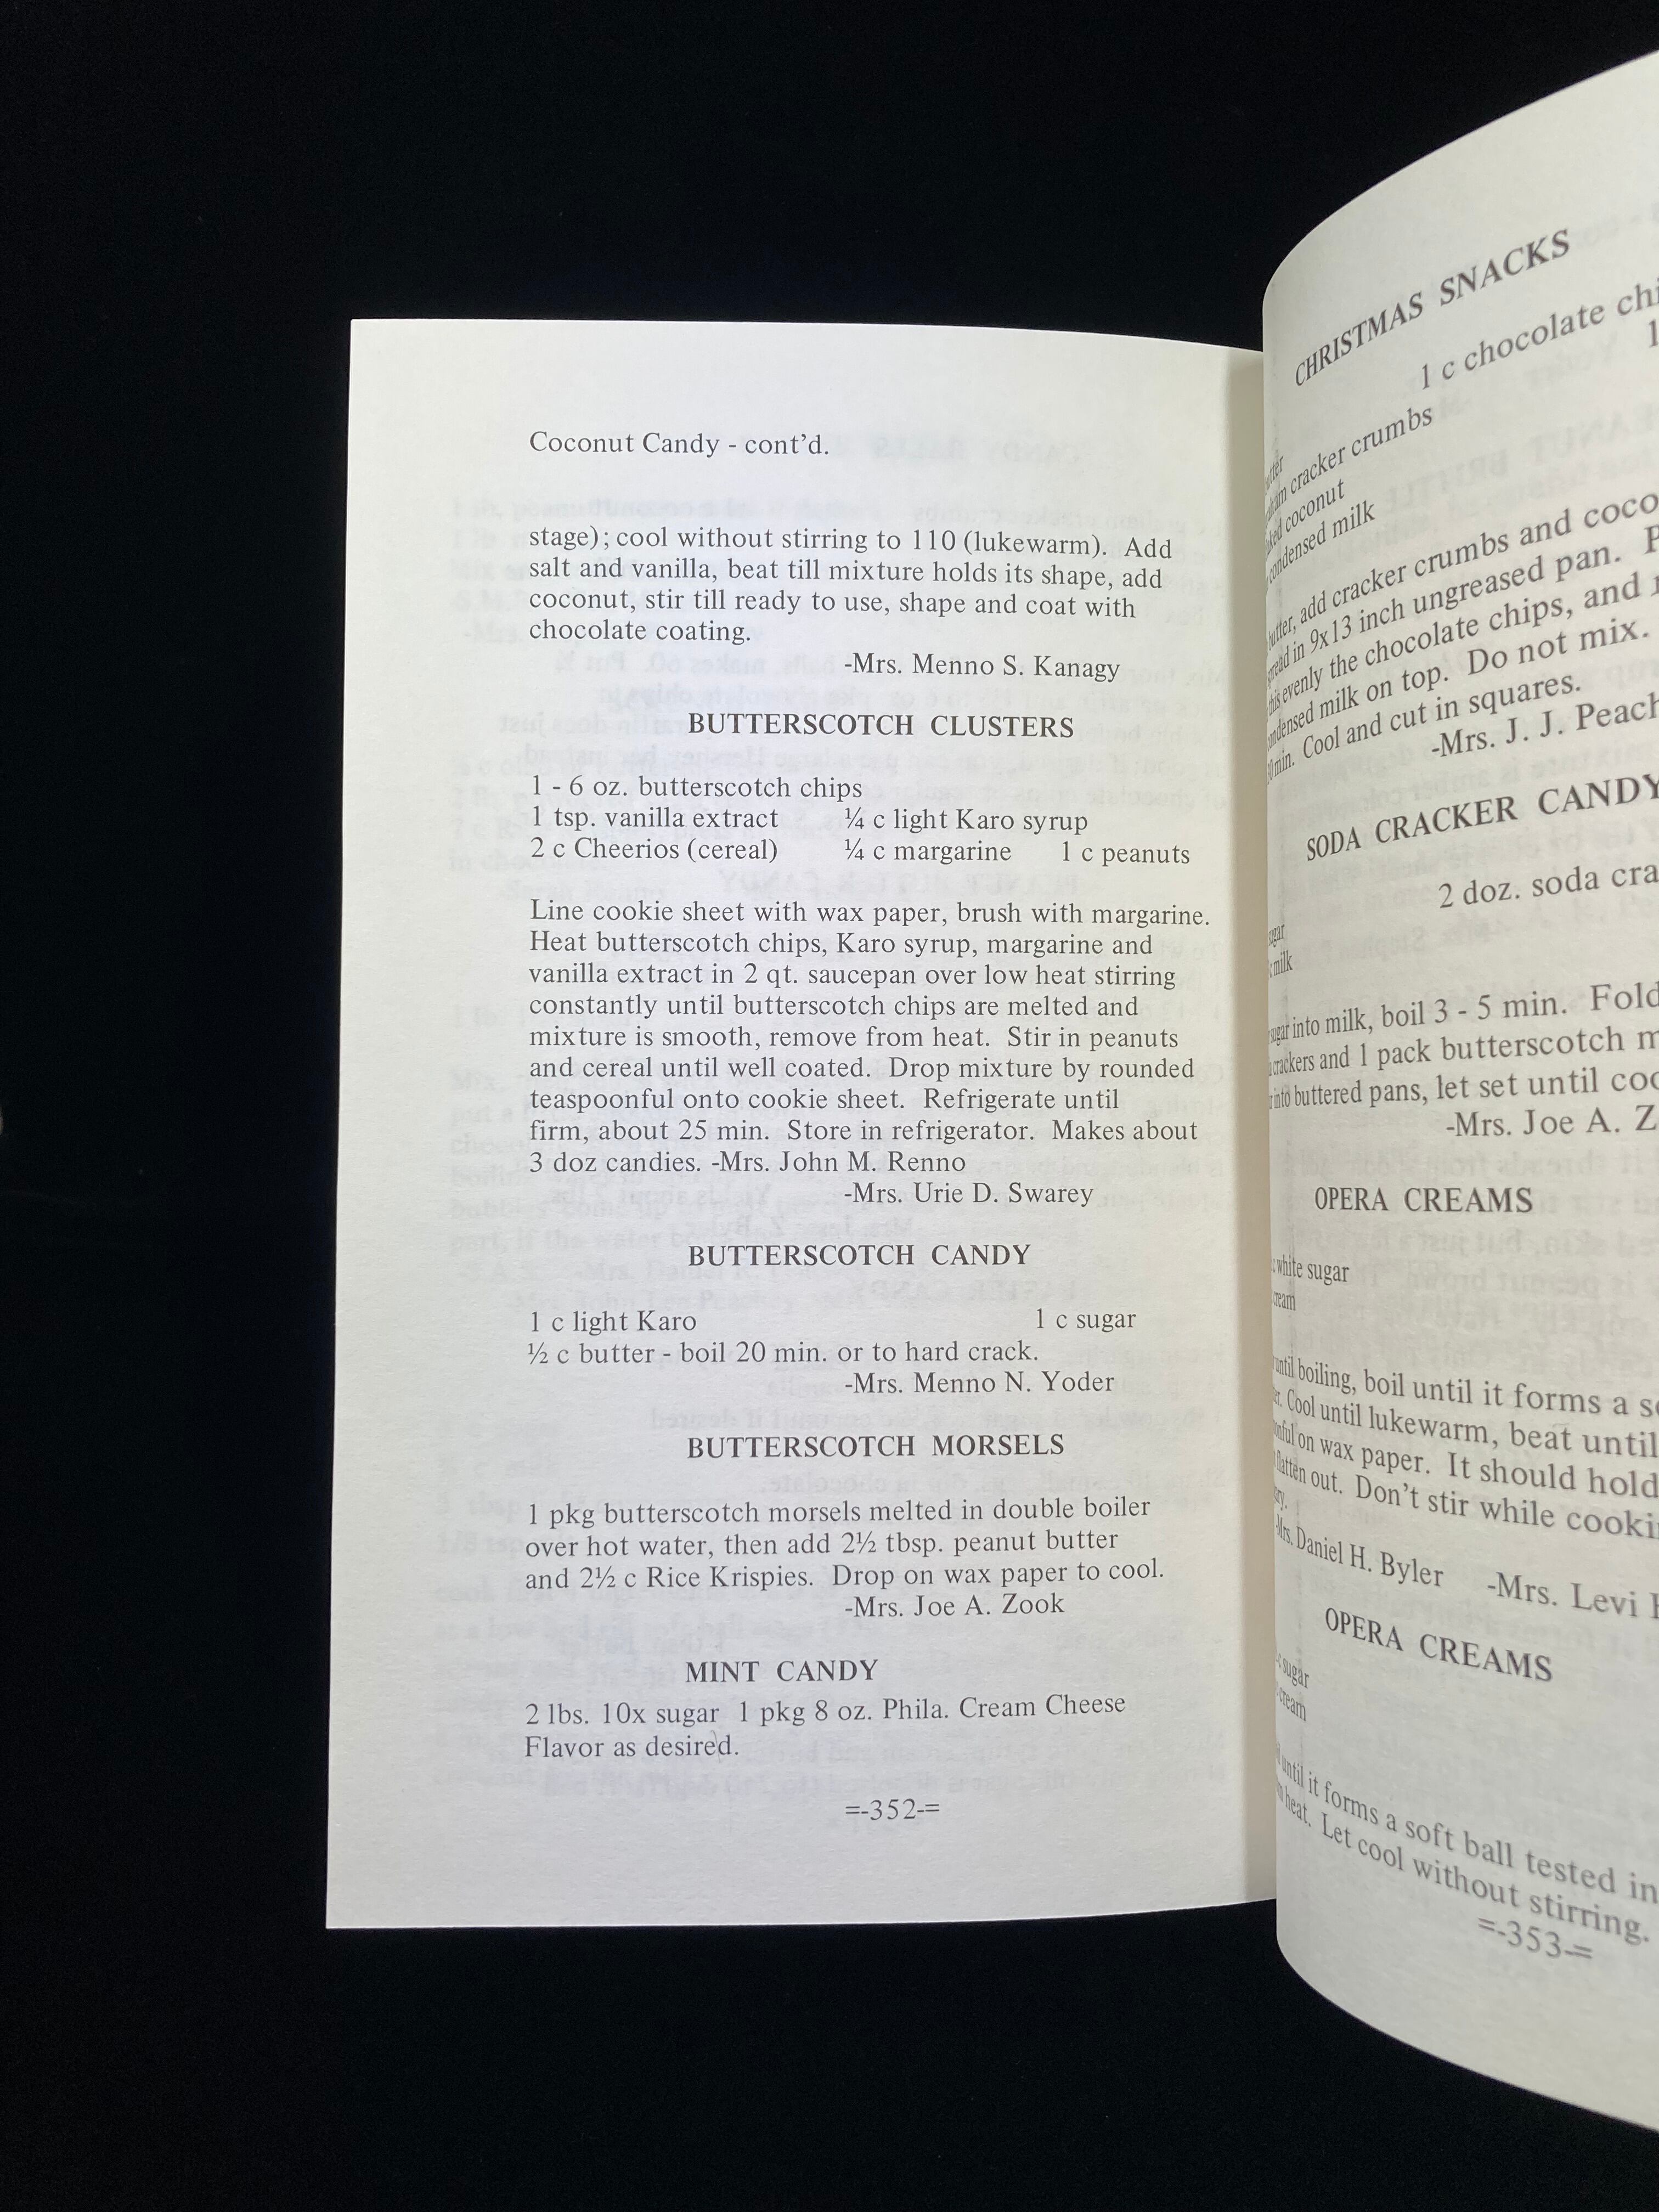 Coconut Candy - cont'd.
stage); cool without stirring to 110 (lukewarm). Add
salt and vanilla, beat till mixture holds its shape, add
coconut, stir till ready to use, shape and coat with
chocolate coating.
-Mrs. Menno S. Kanagy
BUTTERSCOTCH CLUSTERS
1 - 6 oz. butterscotch chips
1 tsp. vanilla extract ¼ c light Karo syrup
2 c Cheerios (cereal) ¼ c margarine 1 c peanuts
Line cookie sheet with wax paper, brush with margarine.
Heat butterscotch chips, Karo syrup, margarine and
vanilla extract in 2 qt. saucepan over low heat stirring
constantly until butterscotch chips are melted and
mixture is smooth, remove from heat. Stir in peanuts
and cereal until well coated. Drop mixture by rounded
teaspoonful onto cookie sheet. Refrigerate until
firm, about 25 min. Store in refrigerator. Makes about
3 doz candies. -Mrs. John M. Renno
-Mrs. Urie D. Swarey
BUTTERSCOTCH CANDY
1 c light Karo 1 c sugar
½ c butter - boil 20 min. or to hard crack.
-Mrs. Menno N. Yoder
BUTTERSCOTCH MORSELS
1 pkg butterscotch morsels melted in double boiler
over hot water, then add 2½ tbsp. peanut butter
and 2½ c Rice Krispies. Drop on wax paper to cool.
-Mrs. Joe A. Zook
MINT CANDY
2 lbs. 10x sugar 1 pkg 8 oz. Phila. Cream Cheese
Flavor as desired.
=-352-=
CHRISTMAS SNACKS
1 c chocolate
cracker crumbs
coconut
condensed milk
add cracker crumbs and
in 9x13 inch ungreased pan.
evenly the chocolate chips, and
milk on top. Do not mix.
min. Cool and cut in squares.
-Mrs. J. J. Peach
SODA CRACKER CANDY
2 doz. soda
milk
sugar into milk, boil 3 - 5 min. Fold
crackers and 1 pack butterscotch
into buttered pans, let set until
-Mrs. Joe A.
OPERA CREAMS
white sugar
until boiling, boil until it forms a
Cool until lukewarm, beat until
on wax paper. It should hold
flatten out. Don't stir while
-Mrs. Daniel H. Byler -Mrs. Levi
OPERA CREAMS
sugar
cream
until it forms a soft ball tested in
heat. Let cool without stirring.
=-353-=